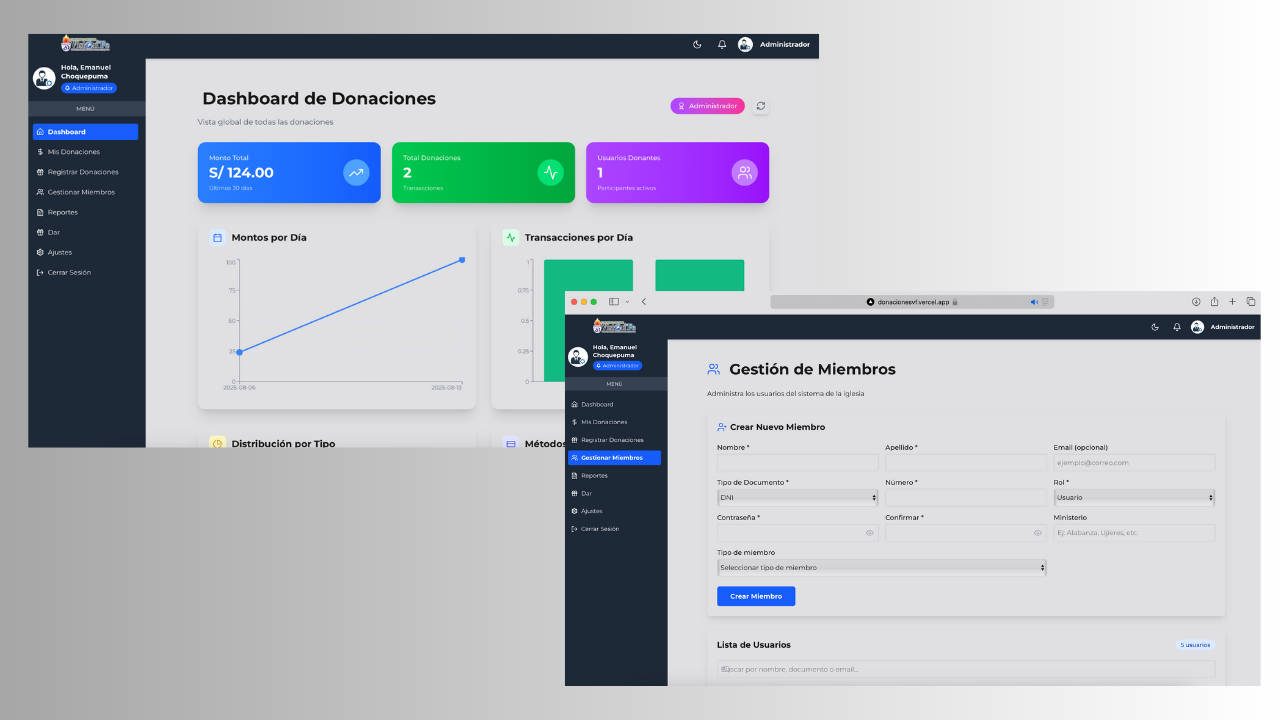 Administrador
Hola, Emanuel
Choquepuma
Administrador
MENÚ
Dashboard
Mis Donaciones
Registrar Donaciones
Gestionar Miembros
Reportes
Dar
Ajustes
Cerrar Sesión
Dashboard de Donaciones
Vista global de todas las donaciones
Administrador
Monto Total
S/ 124.00
Últimos 30 días
Total Donaciones
2
Transacciones
Usuarios Donantes
1
Participantes activos
Montos por Día
100
75
50
25
0
2025-08-06
2025-08-13
Transacciones por Día
1
0.75
0.5
0.25
0
Distribución por Tipo
Métodos
donacionesvf.vercel.app
Administrador
Hola, Emanuel
Choquepuma
Administrador
MENÚ
Dashboard
Mis Donaciones
Registrar Donaciones
Gestionar Miembros
Reportes
Dar
Ajustes
Cerrar Sesión
Gestión de Miembros
Administra los usuarios del sistema de la iglesia
Crear Nuevo Miembro
Nombre *
Apellido *
Email (opcional)
ejemplo@correo.com
Tipo de Documento *
Número *
Rol *
DNI
Usuario
Contraseña *
Confirmar *
Ministerio
Ej: Alabanza, Ujieres, etc.
Tipo de miembro
Seleccionar tipo de miembro
Crear Miembro
Lista de Usuarios
5 usuarios
Buscar por nombre, documento o email...